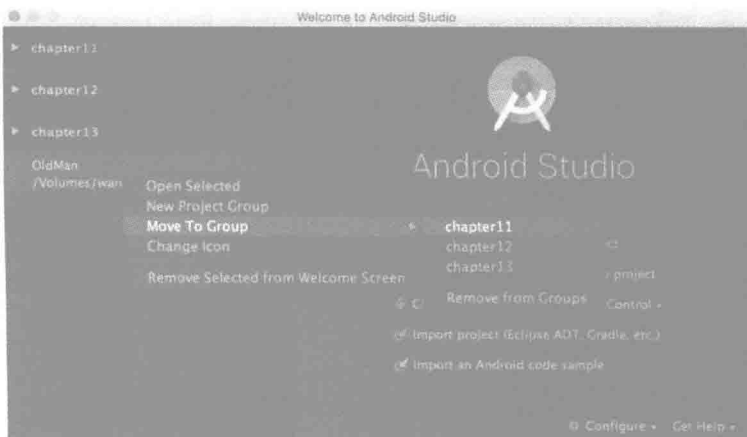 Welcome to Android Studio
chapter11
chapter12
chapter13
OldMan
/Volumes/wan
Open Selected
New Project Group
Move To Group
Change Icon
Remove Selected from Welcome Screen
Android Studio
chapter11
chapter12
chapter13
Remove from Groups
project
Control
Import project (Eclipse ADT, Gradle, etc.)
Import an Android code sample
Configure
Get Help